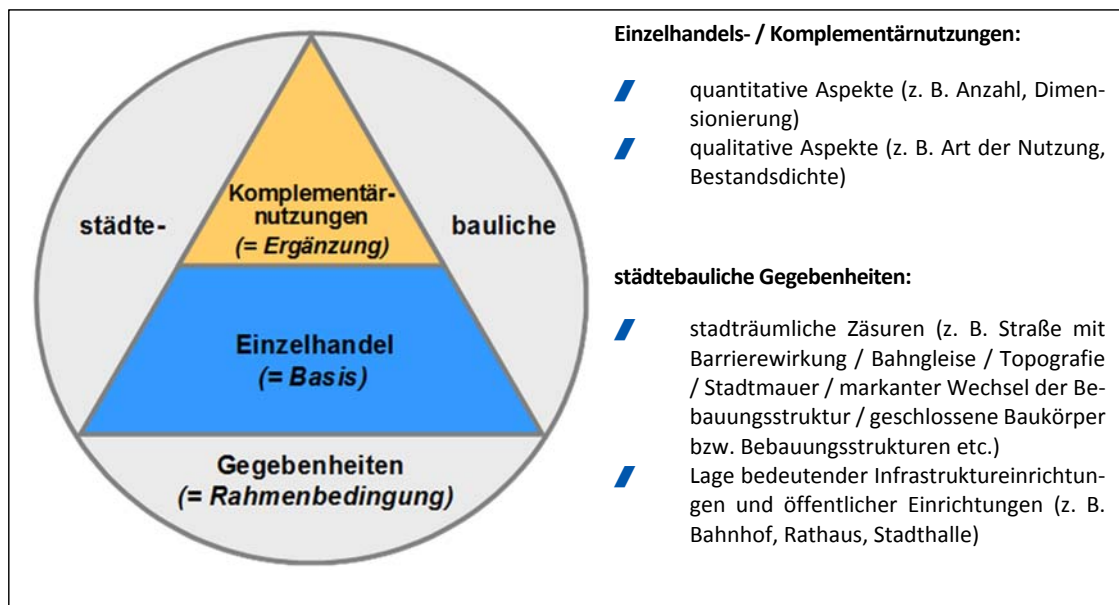 städte-
bauliche
Komplementär-
nutzungen
(= Ergänzung)
Einzelhandel
(= Basis)
Gegebenheiten
(= Rahmenbedingung)
Einzelhandels- / Komplementärnutzungen:
quantitative Aspekte (z. B. Anzahl, Dimen-
sionierung)
qualitative Aspekte (z. B. Art der Nutzung,
Bestandsdichte)
städtebauliche Gegebenheiten:
stadträumliche Zäsuren (z. B. Straße mit
Barrierewirkung / Bahngleise / Topografie
/ Stadtmauer / markanter Wechsel der Be-
bauungsstruktur / geschlossene Baukörper
bzw. Bebauungsstrukturen etc.)
Lage bedeutender Infrastruktureinrichtun-
gen und öffentlicher Einrichtungen (z. B.
Bahnhof, Rathaus, Stadthalle)